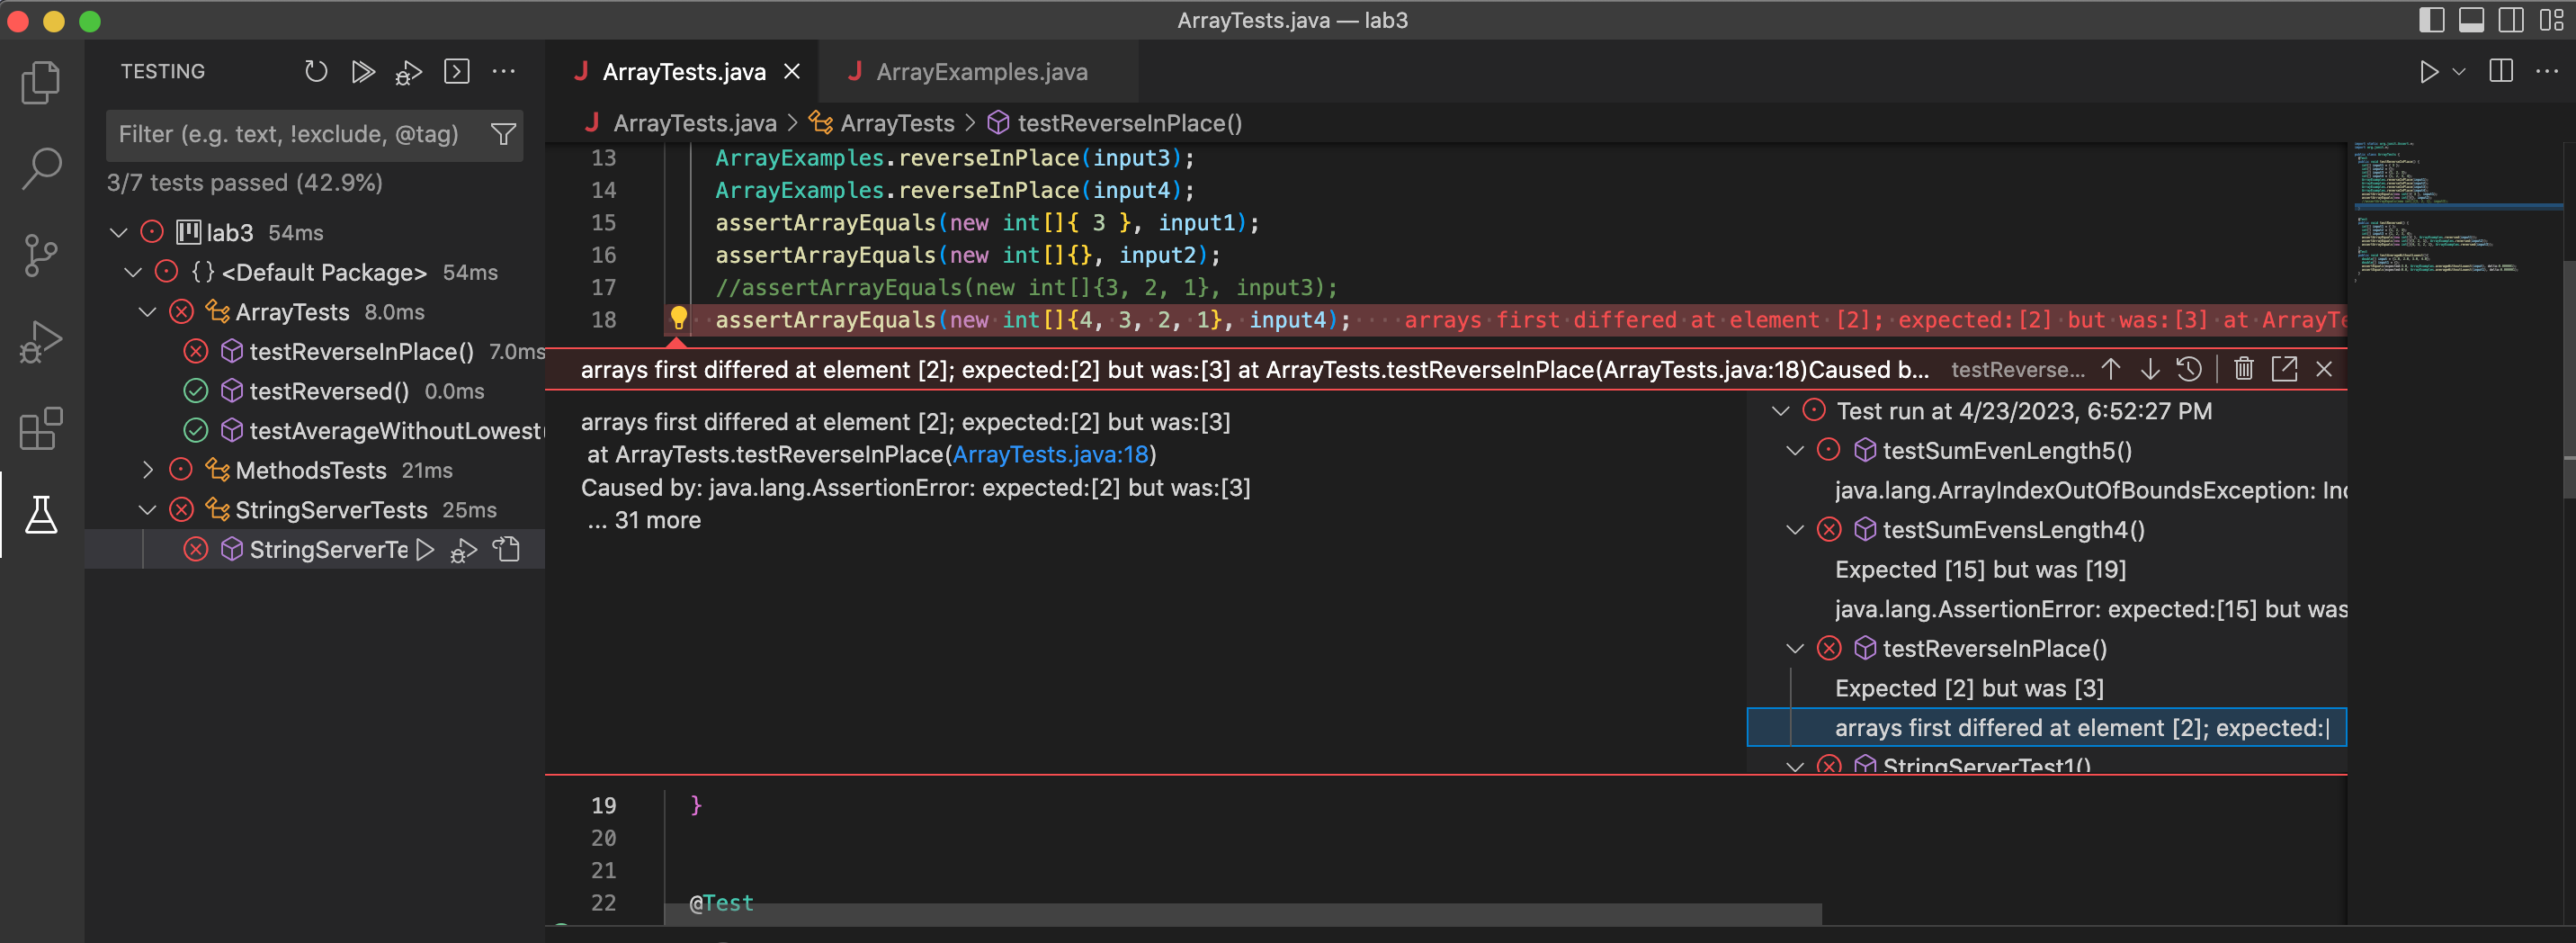 ArrayTests.java — lab3
TESTING
Filter (e.g. text, !exclude, @tag)
3/7 tests passed (42.9%)
lab3 54ms
{} <Default Package> 54ms
ArrayTests 8.0ms
testReverseInPlace() 7.0ms
testReversed() 0.0ms
testAverageWithoutLowest(
MethodsTests 21ms
StringServerTests 25ms
StringServerTe
J ArrayTests.java
J ArrayExamples.java
J ArrayTests.java > ArrayTests > testReverseInPlace()
13 ArrayExamples.reverseInPlace(input3);
14 ArrayExamples.reverseInPlace(input4);
15 assertArrayEquals(new int[]{ 3 }, input1);
16 assertArrayEquals(new int[]{}, input2);
17 //assertArrayEquals(new int[]{3, 2, 1}, input3);
18 assertArrayEquals(new int[]{4, 3, 2, 1}, input4); arrays first differed at element [2]; expected:[2] but was:[3] at ArrayTe
arrays first differed at element [2]; expected:[2] but was:[3] at ArrayTests.testReverseInPlace(ArrayTests.java:18)Caused b... testReverse...
arrays first differed at element [2]; expected:[2] but was:[3]
at ArrayTests.testReverseInPlace(ArrayTests.java:18)
Caused by: java.lang.AssertionError: expected:[2] but was:[3]
... 31 more
Test run at 4/23/2023, 6:52:27 PM
testSumEvenLength5()
java.lang.ArrayIndexOutOfBoundsException: Inc
testSumEvensLength4()
Expected [15] but was [19]
java.lang.AssertionError: expected:[15] but was
testReverseInPlace()
Expected [2] but was [3]
arrays first differed at element [2]; expected:
StringServerTest1()
19 }
20
21
22 @Test